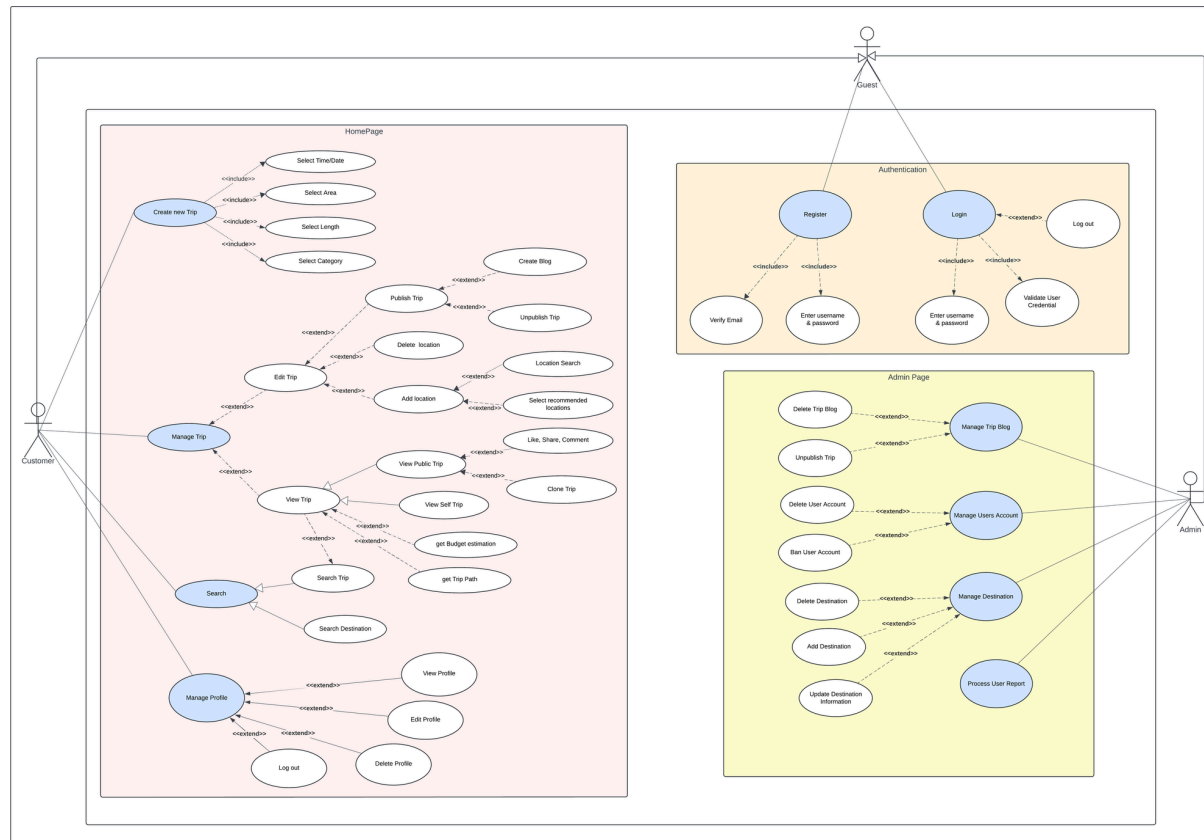 Guest
HomePage
Select Time/Date
<<include>>
Select Area
<<include>>
Create new Trip
<<include>>
Select Length
<<include>>
Select Category
Create Blog
<<extend>>
Publish Trip
<<extend>>
Unpublish Trip
<<extend>>
Delete location
<<extend>>
Location Search
<<extend>>
Edit Trip
<<extend>>
Add location
<<extend>>
Select recommended
locations
<<extend>>
Manage Trip
Customer
Like, Share, Comment
<<extend>>
View Public Trip
<<extend>>
Clone Trip
<<extend>>
View Trip
View Self Trip
<<extend>>
get Budget estimation
<<extend>>
<<extend>>
get Trip Path
Search Trip
Search
Search Destination
View Profile
<<extend>>
Manage Profile
<<extend>>
Edit Profile
<<extend>>
<<extend>>
Log out
Delete Profile
Authentication
Register
Login
<<extend>>
Log out
<<include>>
<<include>>
<<include>>
<<include>>
Verify Email
Enter username
& password
Enter username
& password
Validate User
Credential
Admin Page
Delete Trip Blog
<<extend>>
Manage Trip Blog
<<extend>>
Unpublish Trip
Delete User Account
<<extend>>
Manage Users Account
<<extend>>
Ban User Account
Admin
Delete Destination
<<extend>>
Manage Destination
<<extend>>
Add Destination
<<extend>>
Update Destination
Information
Process User Report